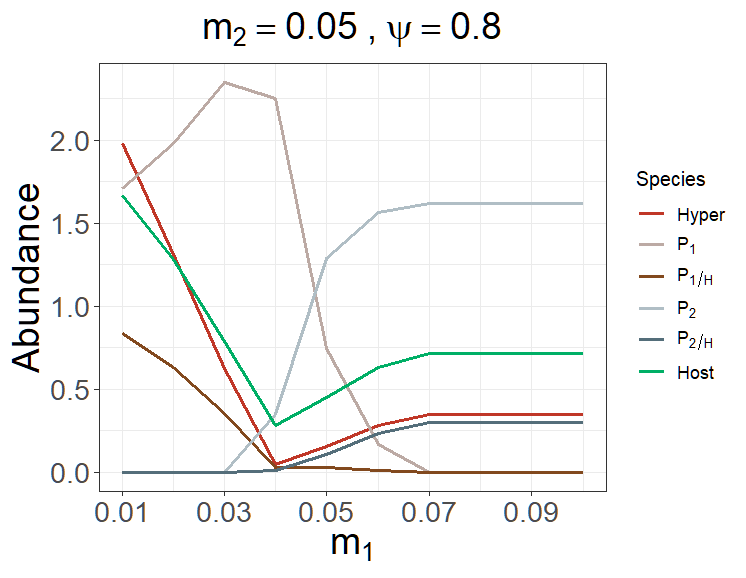 m₂ = 0.05 , ψ = 0.8
Abundance
2.0
1.5
1.0
0.5
0.0
0.01 0.03 0.05 0.07 0.09
m₁
Species
Hyper
P₁
P₁/H
P₂
P₂/H
Host